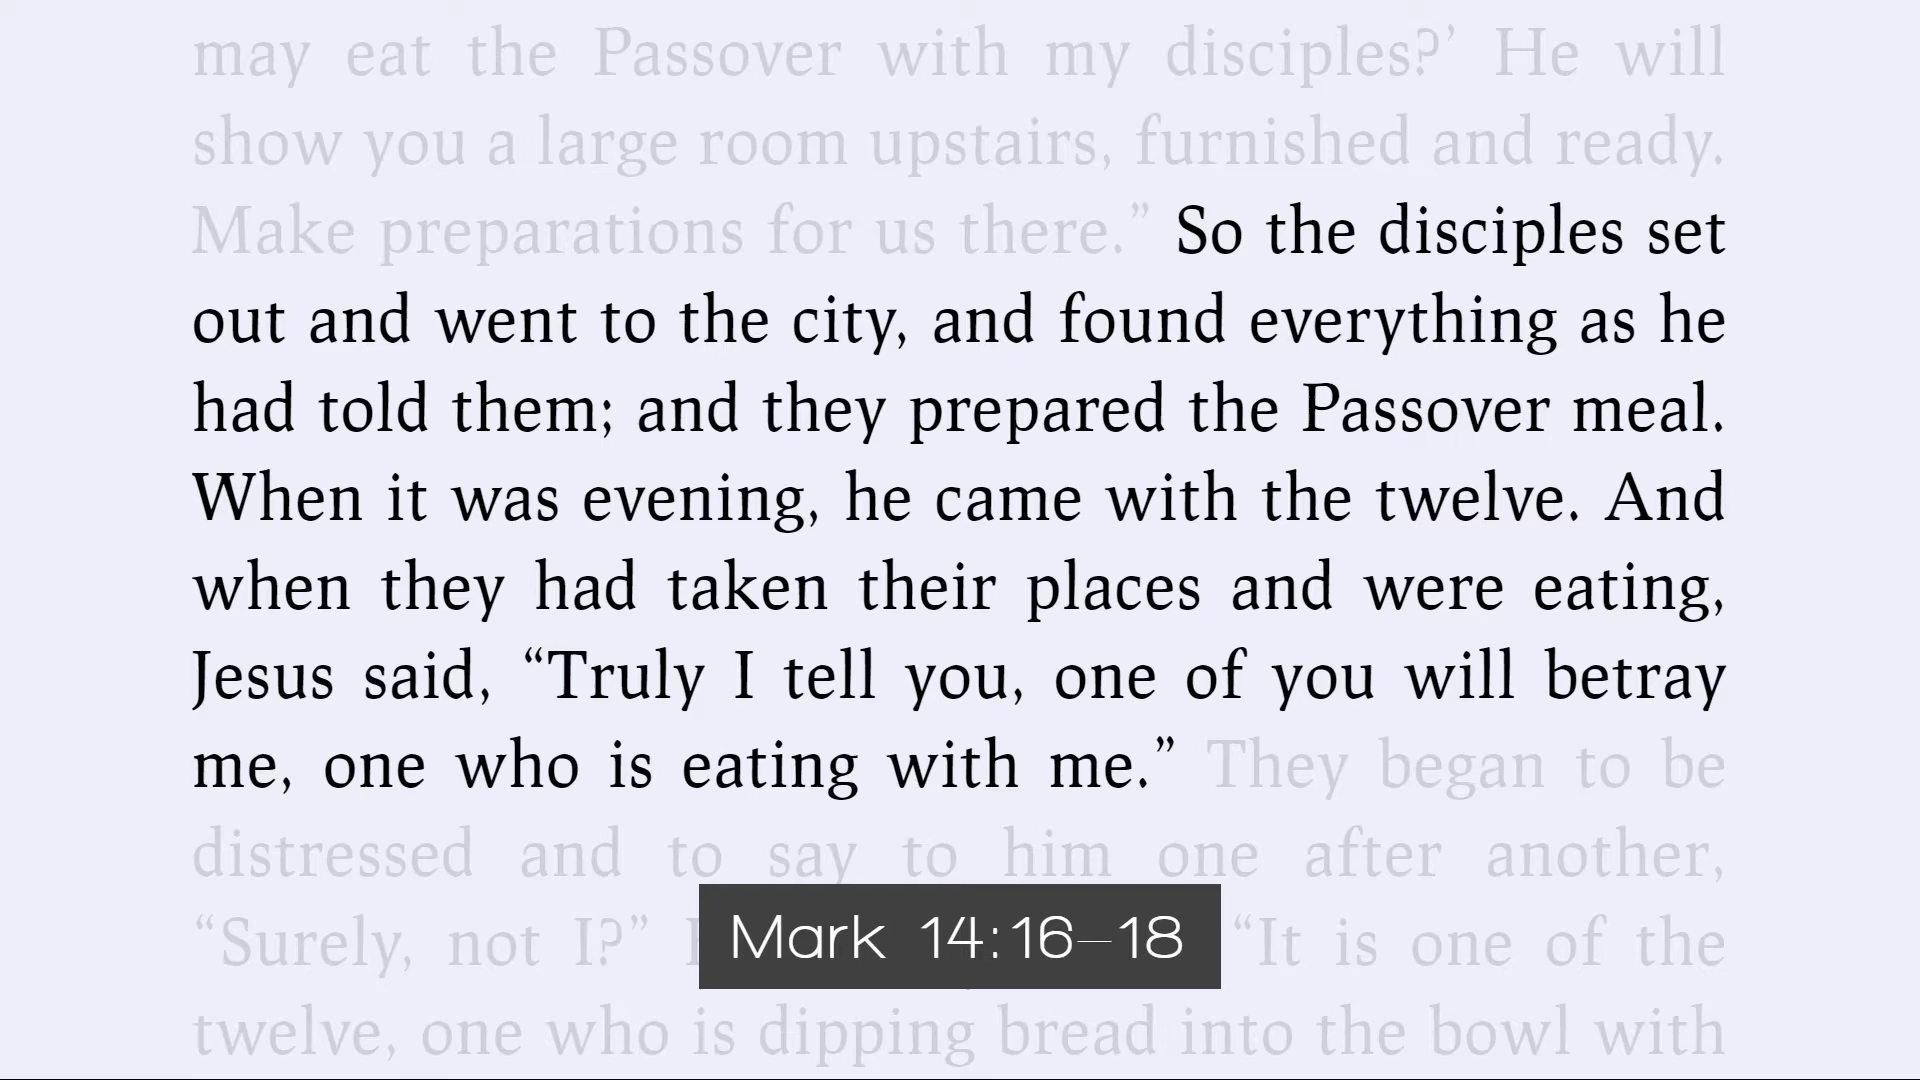 may eat the Passover with my disciples?’ He will
show you a large room upstairs, furnished and ready.
Make preparations for us there.” So the disciples set
out and went to the city, and found everything as he
had told them; and they prepared the Passover meal.
When it was evening, he came with the twelve. And
when they had taken their places and were eating,
Jesus said, “Truly I tell you, one of you will betray
me, one who is eating with me.” They began to be
distressed and to say to him one after another,
“Surely, not I?” “It is one of the
Mark 14:16–18
twelve, one who is dipping bread into the bowl with